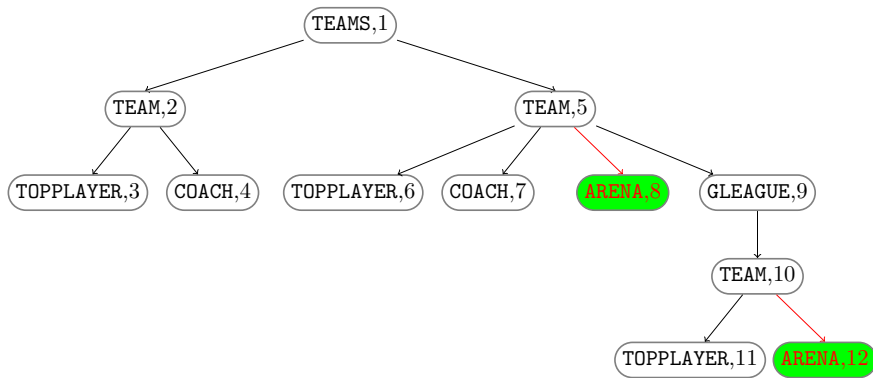 TEAMS,1
TEAM,2
TEAM,5
TOPPLAYER,3
COACH,4
TOPPLAYER,6
COACH,7
ARENA,8
GLEAGUE,9
TEAM,10
TOPPLAYER,11
ARENA,12